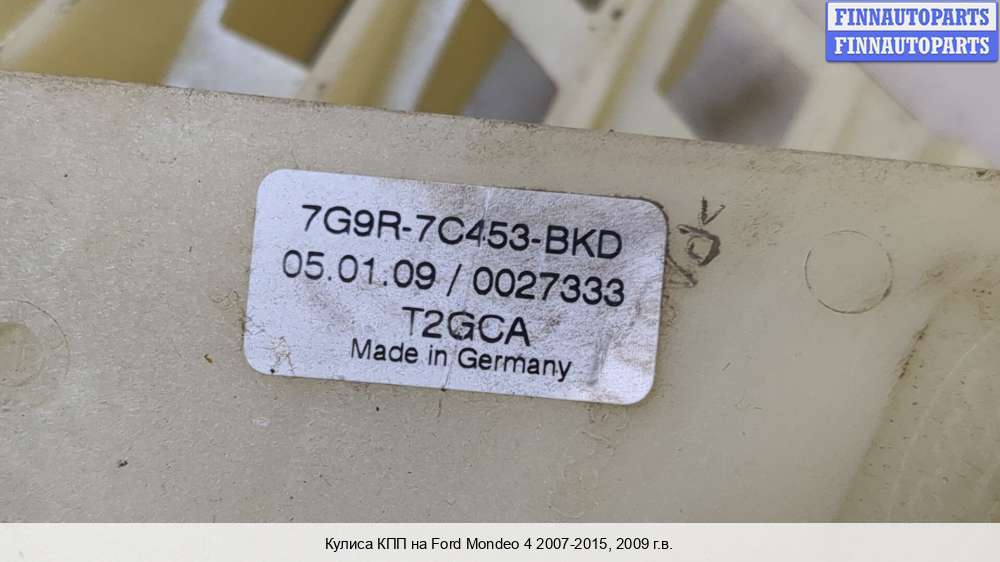 FINNAUTOPARTS
FINNAUTOPARTS
7G9R-7C453-BKD
05.01.09 / 0027333
T2GCA
Made in Germany
Кулиса КПП на Ford Mondeo 4 2007-2015, 2009 г.в.